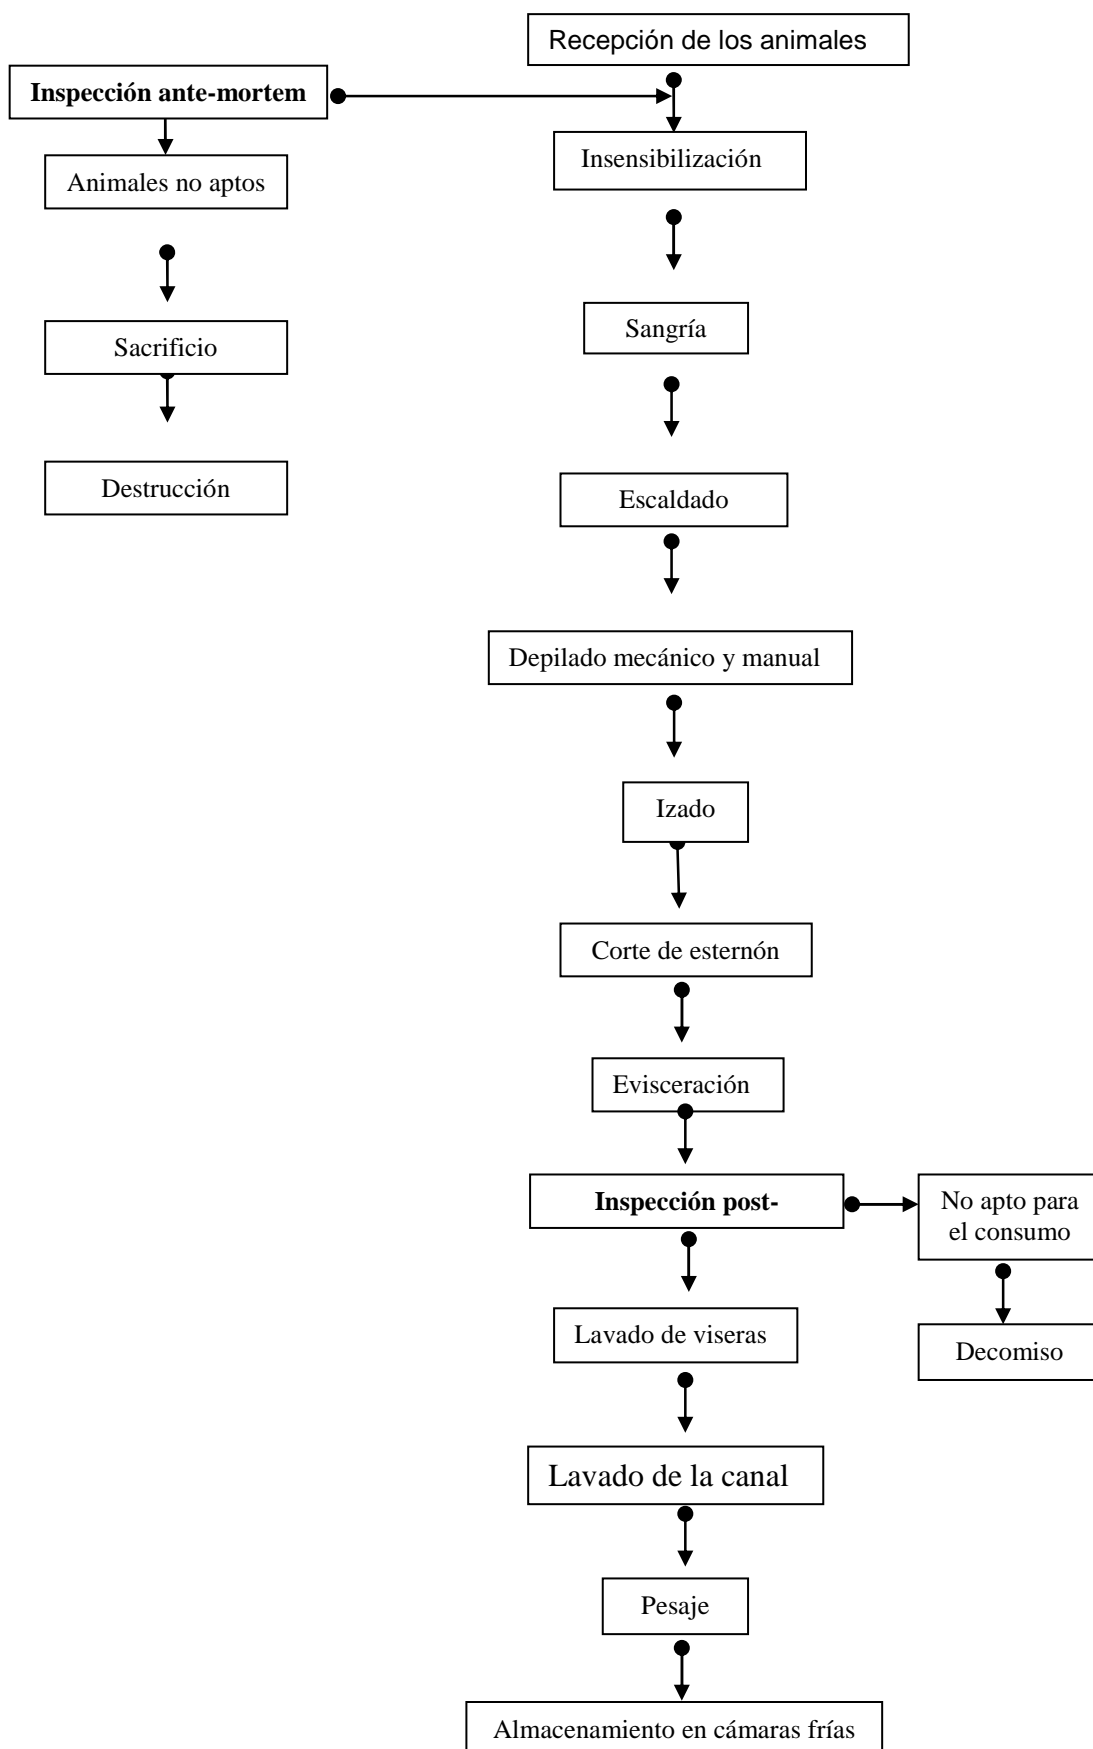 Recepción de los animales
Inspección ante-mortem
Insensibilización
Animales no aptos
Sangría
Sacrificio
Destrucción
Escaldado
Depilado mecánico y manual
Izado
Corte de esternón
Evisceración
Inspección post-
No apto para
el consumo
Lavado de viseras
Decomiso
Lavado de la canal
Pesaje
Almacenamiento en cámaras frías